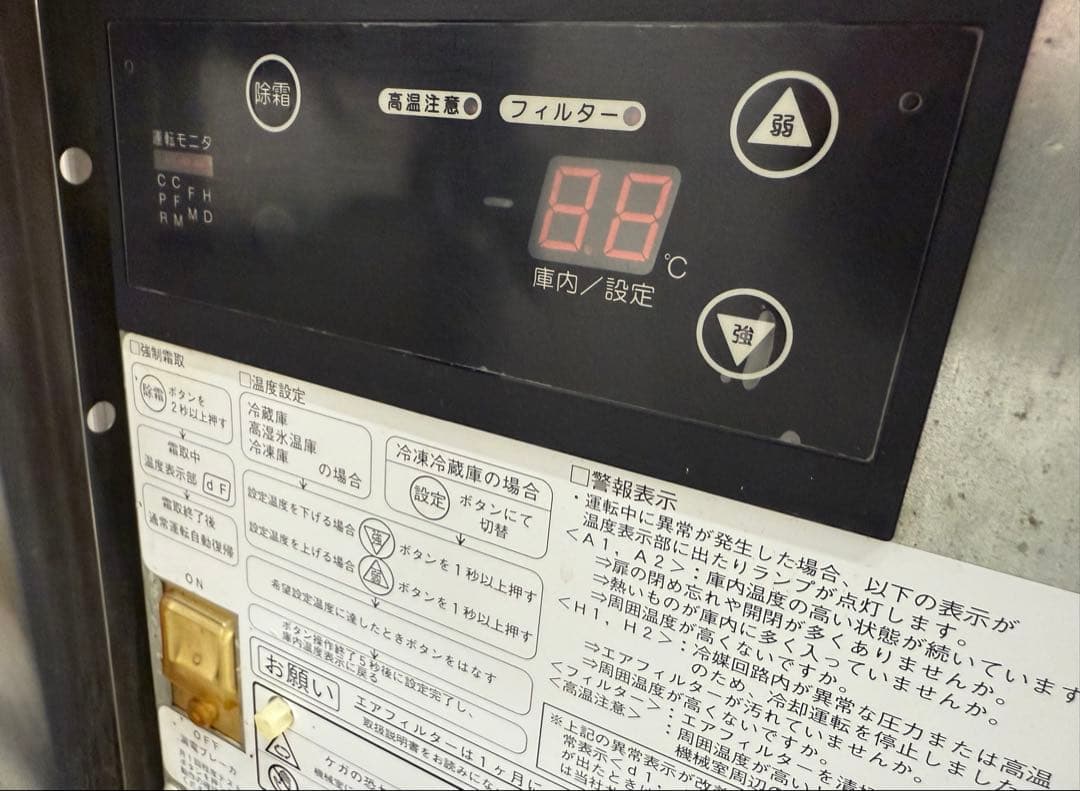 除霜
高温注意
フィルター
弱
運転モニタ
C C F H
P F M D
R M
88
℃
庫内／設定
強
□強制霜取
除霜 ボタンを
2秒以上押す
霜取中
温度表示部 dF
霜取終了後
通常運転自動復帰
□温度設定
冷蔵庫
高湿氷温庫
冷凍庫 の場合
冷凍冷蔵庫の場合
設定 ボタンにて
切替
設定温度を下げる場合 強 ボタンを1秒以上押す
設定温度を上げる場合 弱 ボタンを1秒以上押す
希望設定温度に達したときボタンをはなす
ボタン操作終了5秒後に設定完了し、
庫内温度表示に戻る
□警報表示
・運転中に異常が発生した場合、以下の表示が
温度表示部に出たりランプが点灯します。
<A1, A2>：庫内温度の高い状態が続いています
⇒扉の閉め忘れや開閉が多くありませんか。
⇒熱いものが庫内に多く入っていませんか。
⇒周囲温度が高くないですか。
<H1, H2>：冷媒回路内が異常な圧力または高温
のため、冷却運転を停止しました
⇒エアフィルターが汚れていませんか。
⇒周囲温度が高くないですか。
<フィルター>：エアフィルターを清
<高温注意>：周囲温度が高い
機械室周辺の
※上記の異常表示が改
常表示<d1,
が出たときに
は当社
ON
OFF
漏電ブレーカ
お願い
エアフィルターは1ヶ月に
取扱説明書をお読みにな
ケガの恐
機械室に